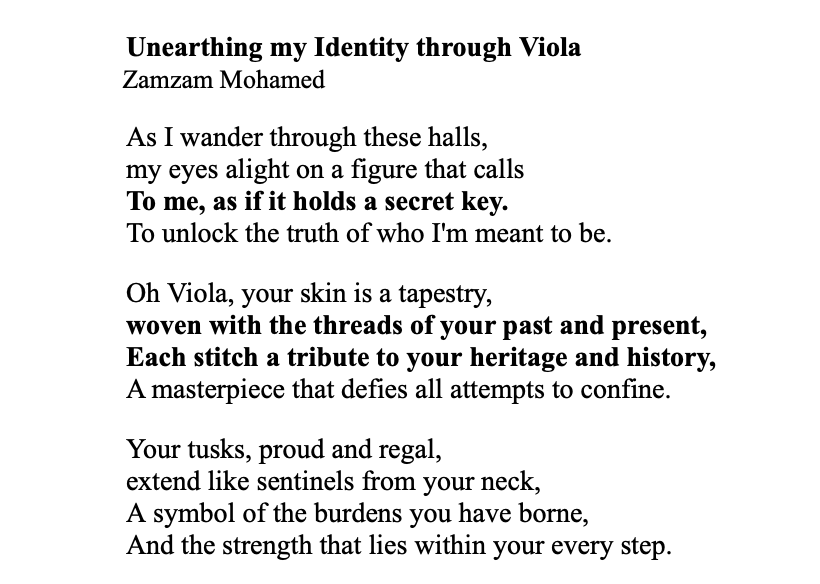 Unearthing my Identity through Viola
Zamzam Mohamed
As I wander through these halls,
my eyes alight on a figure that calls
To me, as if it holds a secret key.
To unlock the truth of who I'm meant to be.
Oh Viola, your skin is a tapestry,
woven with the threads of your past and present,
Each stitch a tribute to your heritage and history,
A masterpiece that defies all attempts to confine.
Your tusks, proud and regal,
extend like sentinels from your neck,
A symbol of the burdens you have borne,
And the strength that lies within your every step.